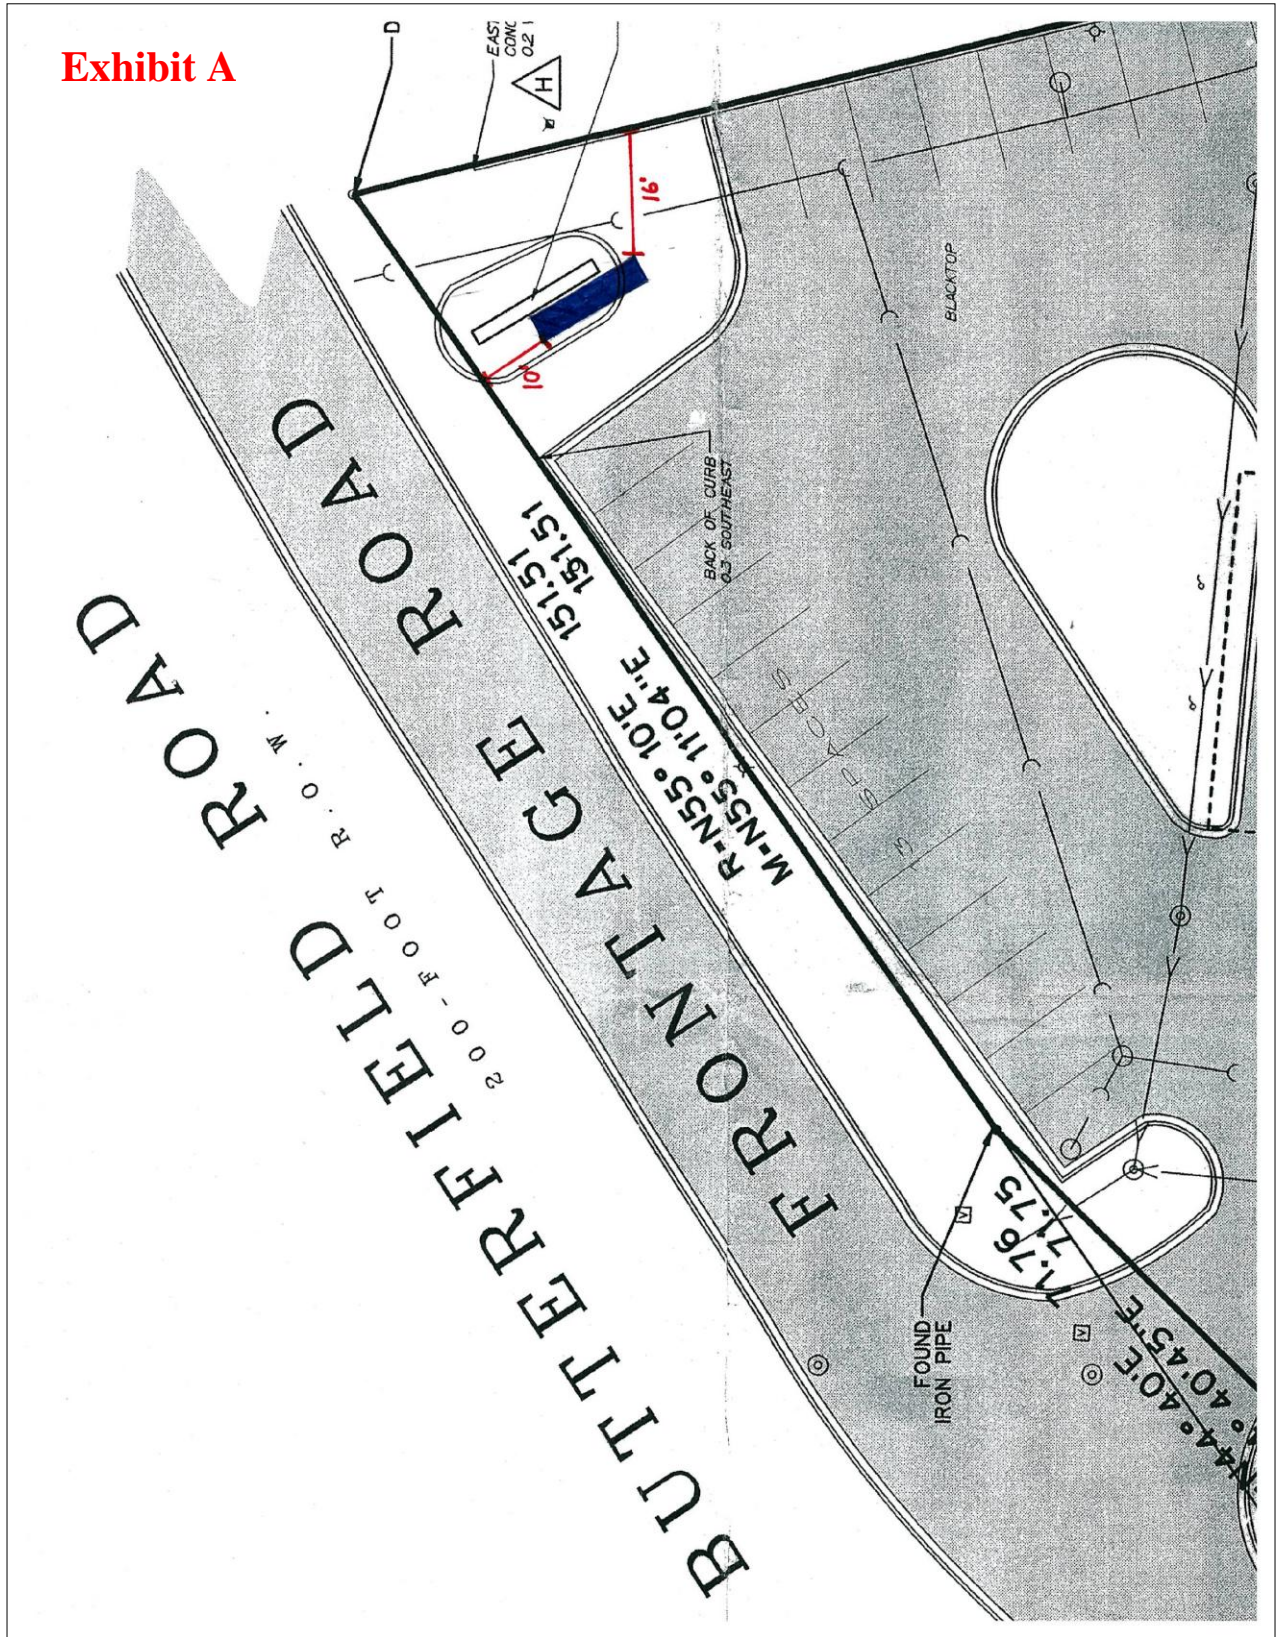 Exhibit A
D
EAST
CONC
H
16'
10'
BLACKTOP
BACK OF CURB
0.3 SOUTHEAST
151.51
151.51
R-N55° 10'E
M-N55° 11'04"E
SPACES
FRONTAGE ROAD
BUTTERFIELD ROAD
200-FOOT R.O.W.
FOUND
IRON PIPE
71.76
71.75
V
V
N44° 40'E
40'45"E